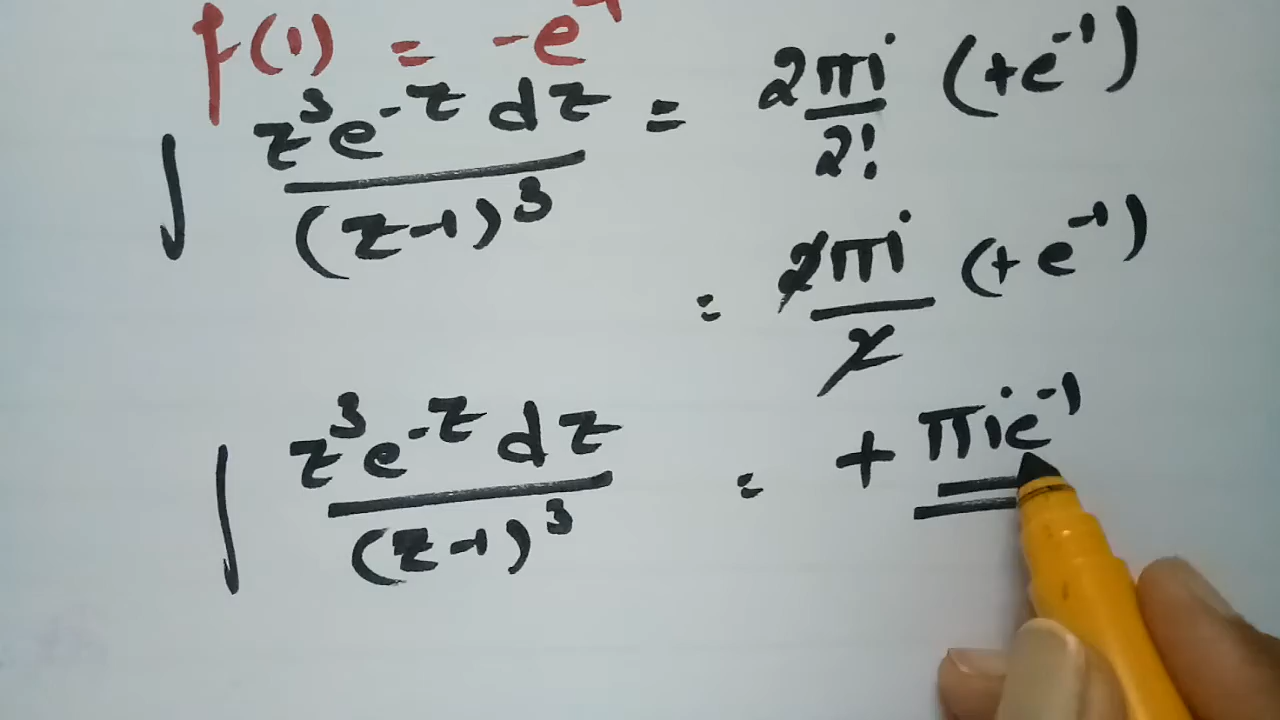 f(1) = -e
∫ z³e⁻ᶻ dz / (z-1)³ = 2πi / 2! (+e⁻¹)
= 2πi / 2 (+e⁻¹)
∫ z³e⁻ᶻ dz / (z-1)³ = + πie⁻¹